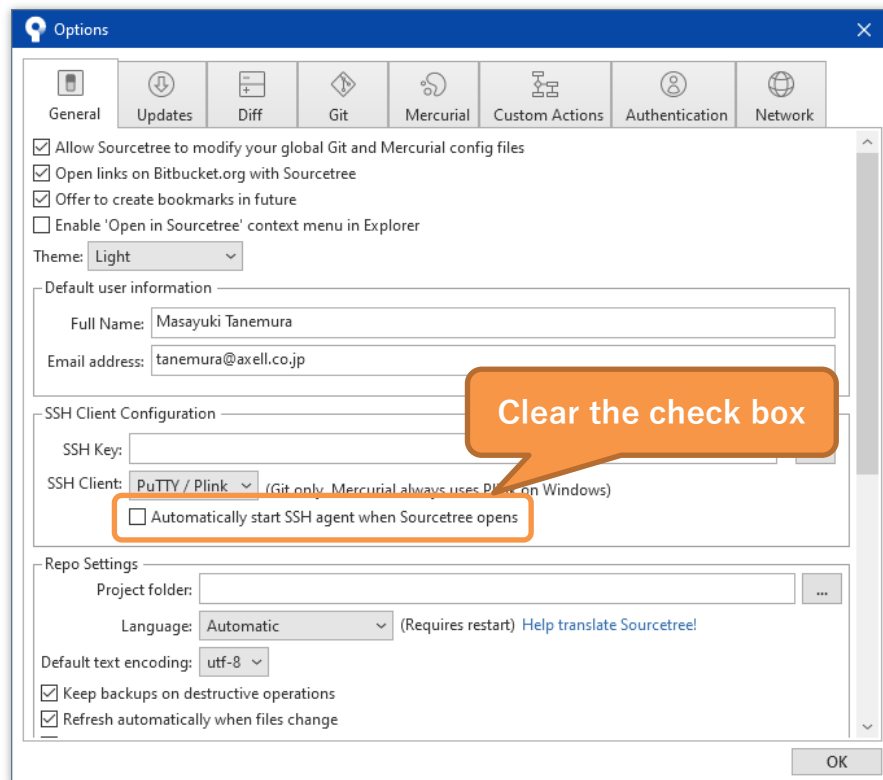 Options
General Updates Diff Git Mercurial Custom Actions Authentication Network
Allow Sourcetree to modify your global Git and Mercurial config files
Open links on Bitbucket.org with Sourcetree
Offer to create bookmarks in future
Enable 'Open in Sourcetree' context menu in Explorer
Theme: Light
Default user information
Full Name: Masayuki Tanemura
Email address: tanemura@axell.co.jp
Clear the check box
SSH Client Configuration
SSH Key:
SSH Client: PuTTY / Plink (Git only. Mercurial always uses Plink on Windows)
Automatically start SSH agent when Sourcetree opens
Repo Settings
Project folder: ...
Language: Automatic (Requires restart) Help translate Sourcetree!
Default text encoding: utf-8
Keep backups on destructive operations
Refresh automatically when files change
OK